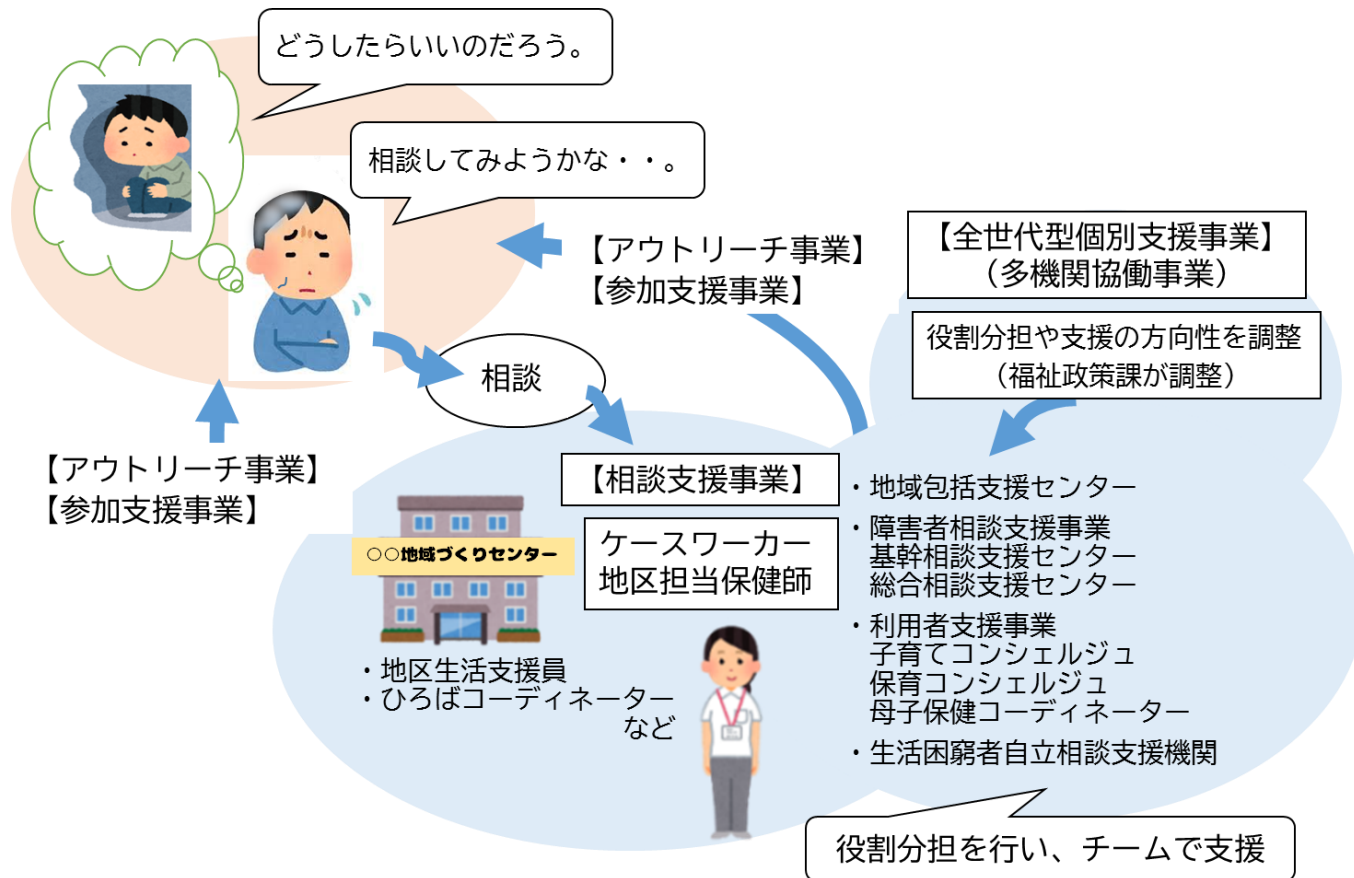 どうしたらいいのだろう。
相談してみようかな・・。
【アウトリーチ事業】
【参加支援事業】
【全世代型個別支援事業】
（多機関協働事業）
役割分担や支援の方向性を調整
（福祉政策課が調整）
相談
【アウトリーチ事業】
【参加支援事業】
【相談支援事業】
ケースワーカー
地区担当保健師
○○地域づくりセンター
・地区生活支援員
・ひろばコーディネーター
など
・地域包括支援センター
・障害者相談支援事業
基幹相談支援センター
総合相談支援センター
・利用者支援事業
子育てコンシェルジュ
保育コンシェルジュ
母子保健コーディネーター
・生活困窮者自立相談支援機関
役割分担を行い、チームで支援